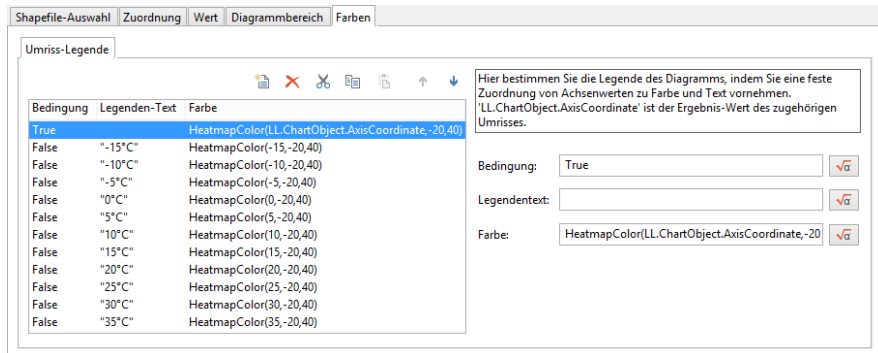 Shapefile-Auswahl Zuordnung Wert Diagrammbereich Farben
Umriss-Legende
Bedingung Legenden-Text Farbe
True HeatmapColor(LL.ChartObject.AxisCoordinate,-20,40)
False "-15°C" HeatmapColor(-15,-20,40)
False "-10°C" HeatmapColor(-10,-20,40)
False "-5°C" HeatmapColor(-5,-20,40)
False "0°C" HeatmapColor(0,-20,40)
False "5°C" HeatmapColor(5,-20,40)
False "10°C" HeatmapColor(10,-20,40)
False "15°C" HeatmapColor(15,-20,40)
False "20°C" HeatmapColor(20,-20,40)
False "25°C" HeatmapColor(25,-20,40)
False "30°C" HeatmapColor(30,-20,40)
False "35°C" HeatmapColor(35,-20,40)
Hier bestimmen Sie die Legende des Diagramms, indem Sie eine feste
Zuordnung von Achsenwerten zu Farbe und Text vornehmen.
'LL.ChartObject.AxisCoordinate' ist der Ergebnis-Wert des zugehörigen
Umrisses.
Bedingung: True √α
Legendentext: √α
Farbe: HeatmapColor(LL.ChartObject.AxisCoordinate,-20 √α